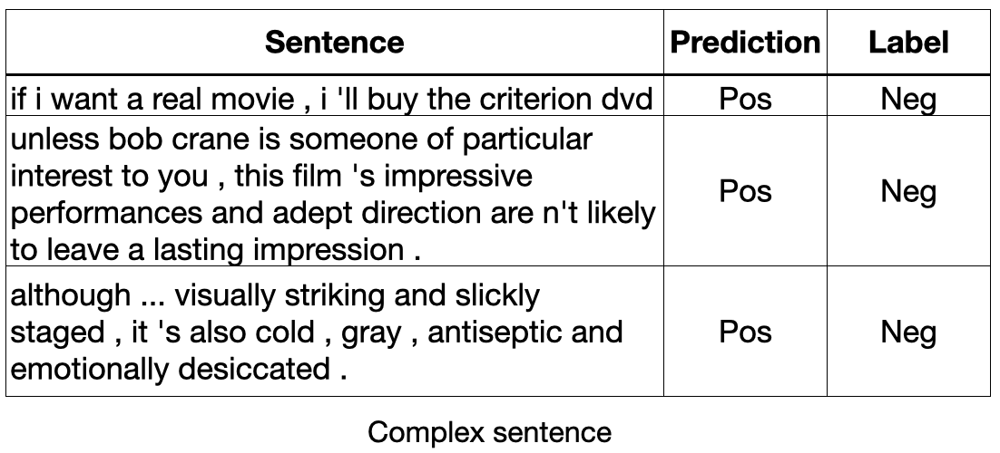 Sentence Prediction Label
if i want a real movie , i 'll buy the criterion dvd Pos Neg
unless bob crane is someone of particular
interest to you , this film 's impressive
performances and adept direction are n't likely
to leave a lasting impression .
Pos Neg
although ... visually striking and slickly
staged , it 's also cold , gray , antiseptic and
emotionally desiccated .
Pos Neg
Complex sentence